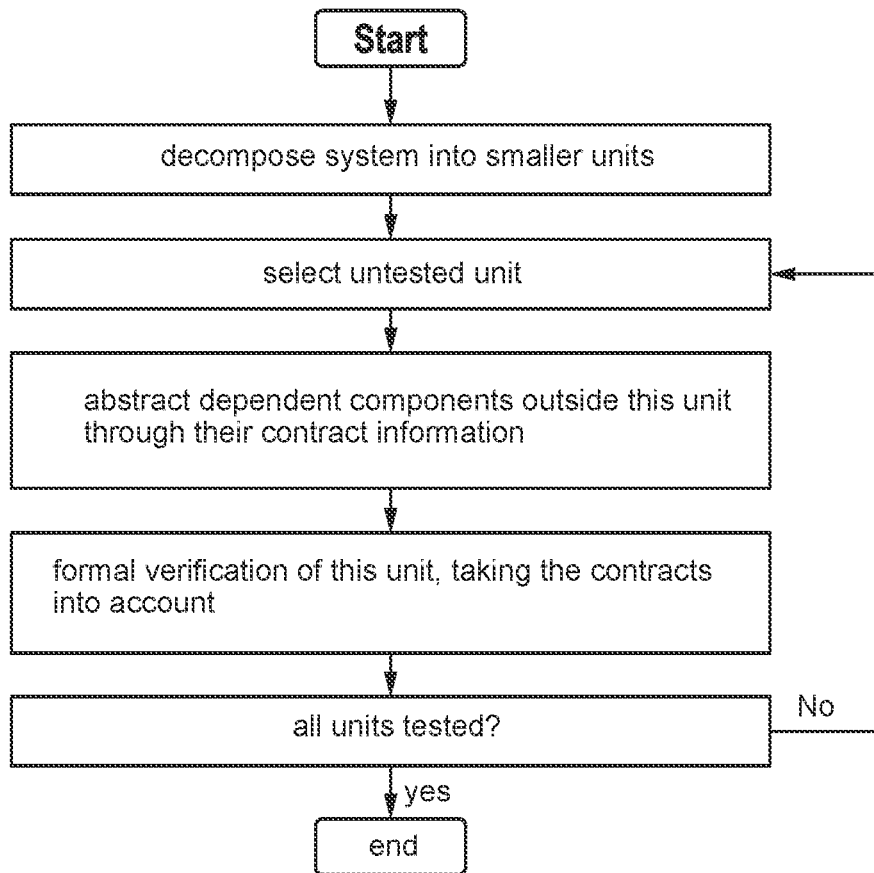 Start
decompose system into smaller units
select untested unit
abstract dependent components outside this unit
through their contract information
formal verification of this unit, taking the contracts
into account
all units tested?
No
yes
end